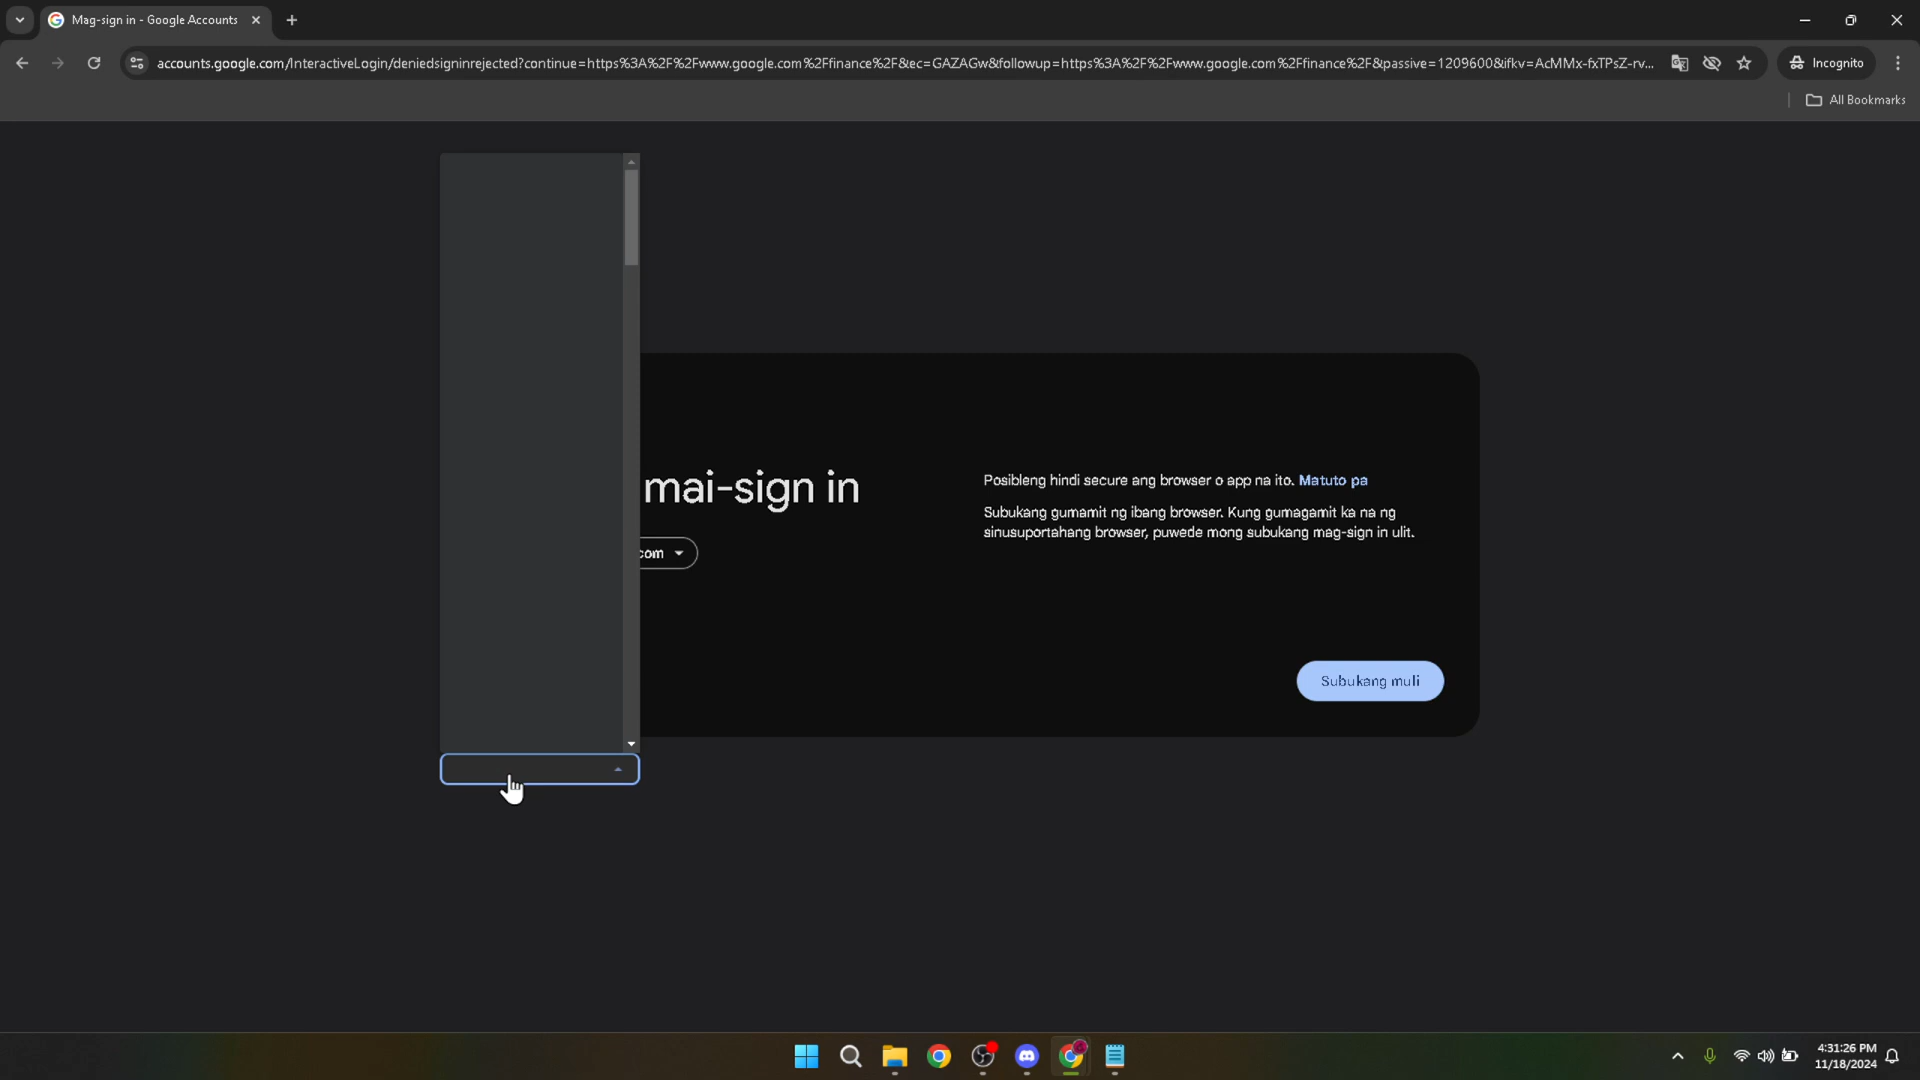 Mag-sign in - Google Accounts
accounts.google.com/InteractiveLogin/deniedsigninrejected?continue=https%3A%2F%2Fwww.google.com%2Ffinance%2F&ec=GAZAGw&followup=https%3A%2F%2Fwww.google.com%2Ffinance%2F&passive=1209600&ifkv=AcMMx-fxTPsZ-rv...
Incognito
All Bookmarks
mai-sign in
com
Posibleng hindi secure ang browser o app na ito. Matuto pa
Subukang gumamit ng ibang browser. Kung gumagamit ka na ng
sinusuportahang browser, puwede mong subukang mag-sign in ulit.
Subukang muli
4:31:26 PM
11/18/2024